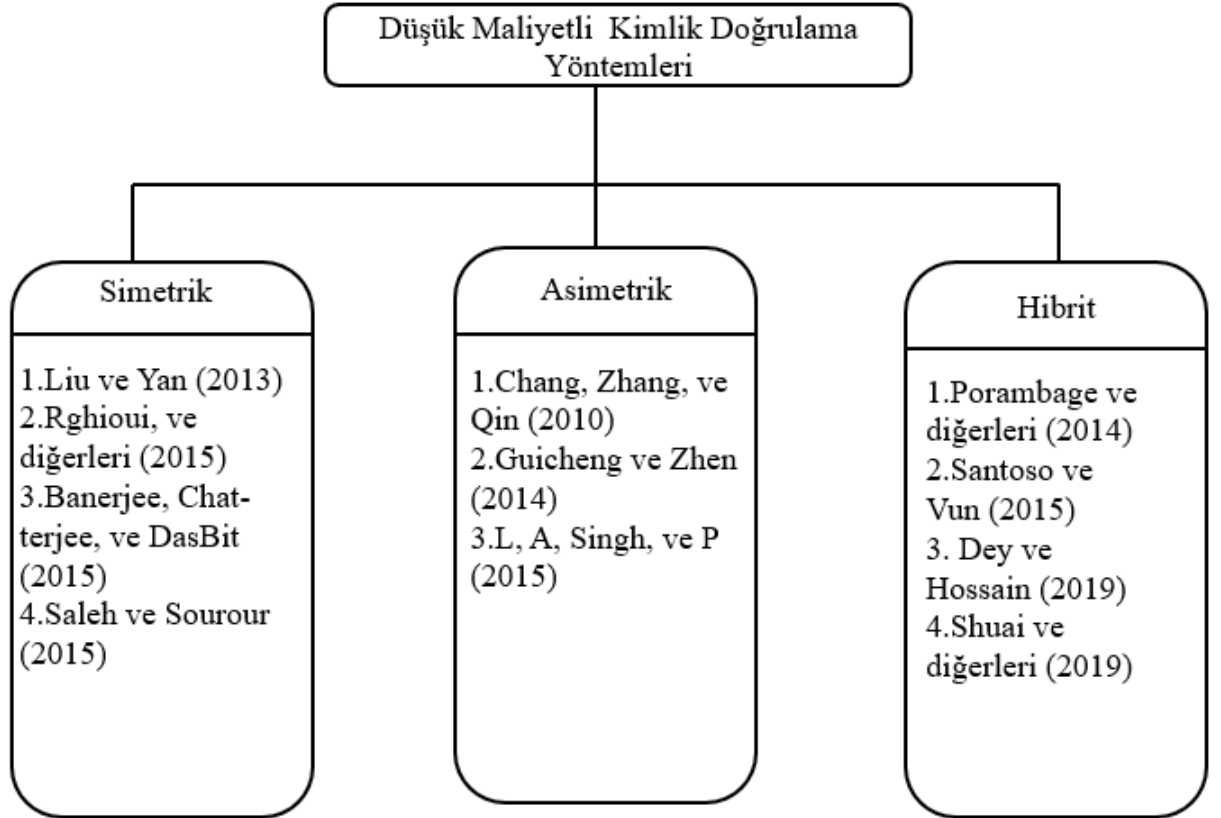 Düşük Maliyetli Kimlik Doğrulama
Yöntemleri
Simetrik
1.Liu ve Yan (2013)
2.Rghioui, ve
diğerleri (2015)
3.Banerjee, Chat-
terjee, ve DasBit
(2015)
4.Saleh ve Sourour
(2015)
Asimetrik
1.Chang, Zhang, ve
Qin (2010)
2.Guicheng ve Zhen
(2014)
3.L, A, Singh, ve P
(2015)
Hibrit
1.Porambage ve
diğerleri (2014)
2.Santoso ve
Vun (2015)
3. Dey ve
Hossain (2019)
4.Shuai ve
diğerleri (2019)